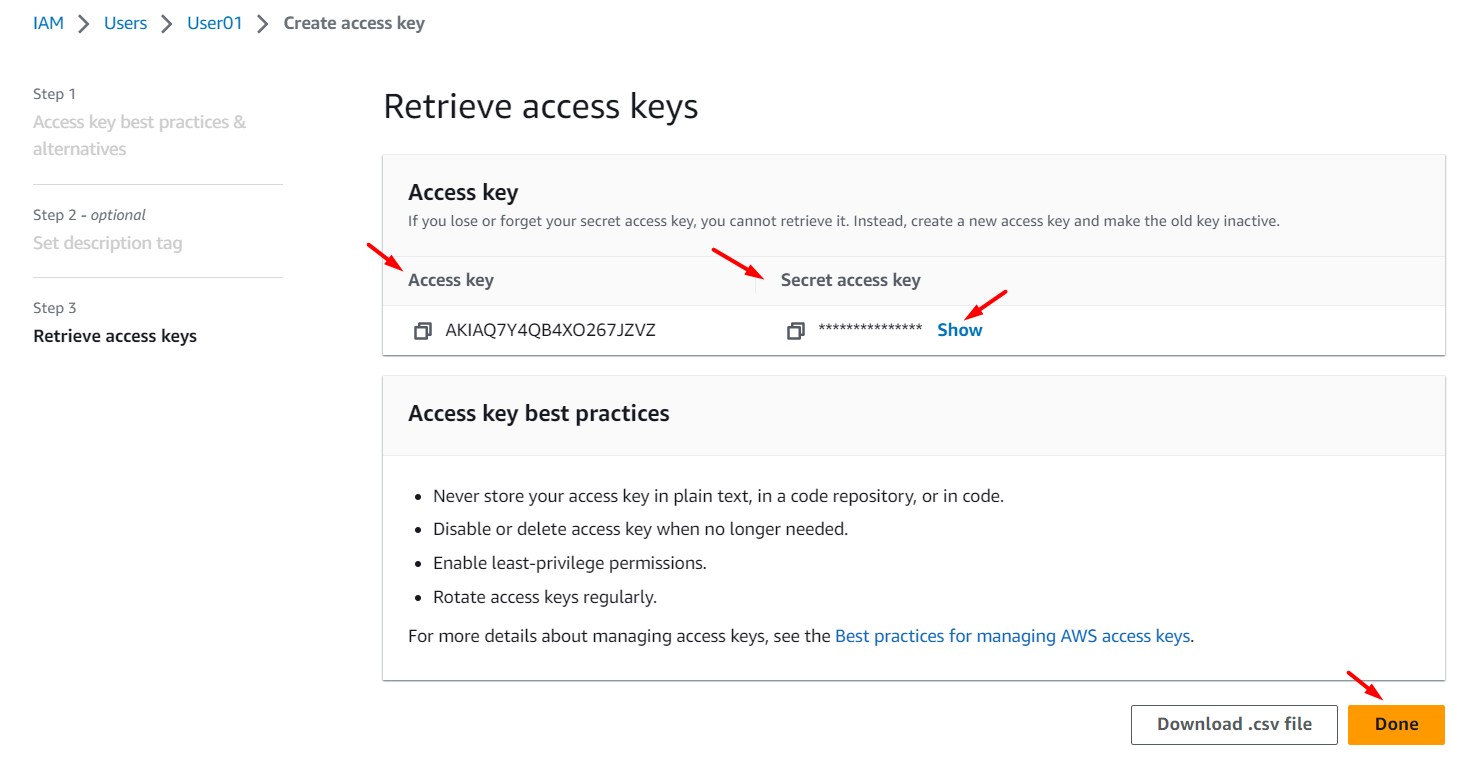 IAM > Users > User01 > Create access key
Step 1
Access key best practices &
alternatives
Step 2 - optional
Set description tag
Step 3
Retrieve access keys
Retrieve access keys
Access key
If you lose or forget your secret access key, you cannot retrieve it. Instead, create a new access key and make the old key inactive.
Access key
Secret access key
AKIAQ7Y4QB4XO267JZVZ
*************** Show
Access key best practices
• Never store your access key in plain text, in a code repository, or in code.
• Disable or delete access key when no longer needed.
• Enable least-privilege permissions.
• Rotate access keys regularly.
For more details about managing access keys, see the Best practices for managing AWS access keys.
Download .csv file
Done